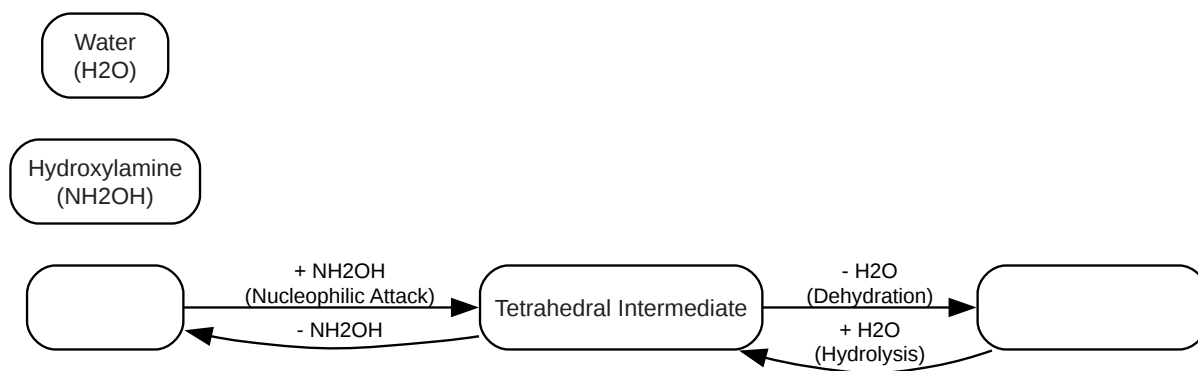 Water
(H2O)
Hydroxylamine
(NH2OH)
+ NH2OH
(Nucleophilic Attack)
- NH2OH
Tetrahedral Intermediate
- H2O
(Dehydration)
+ H2O
(Hydrolysis)